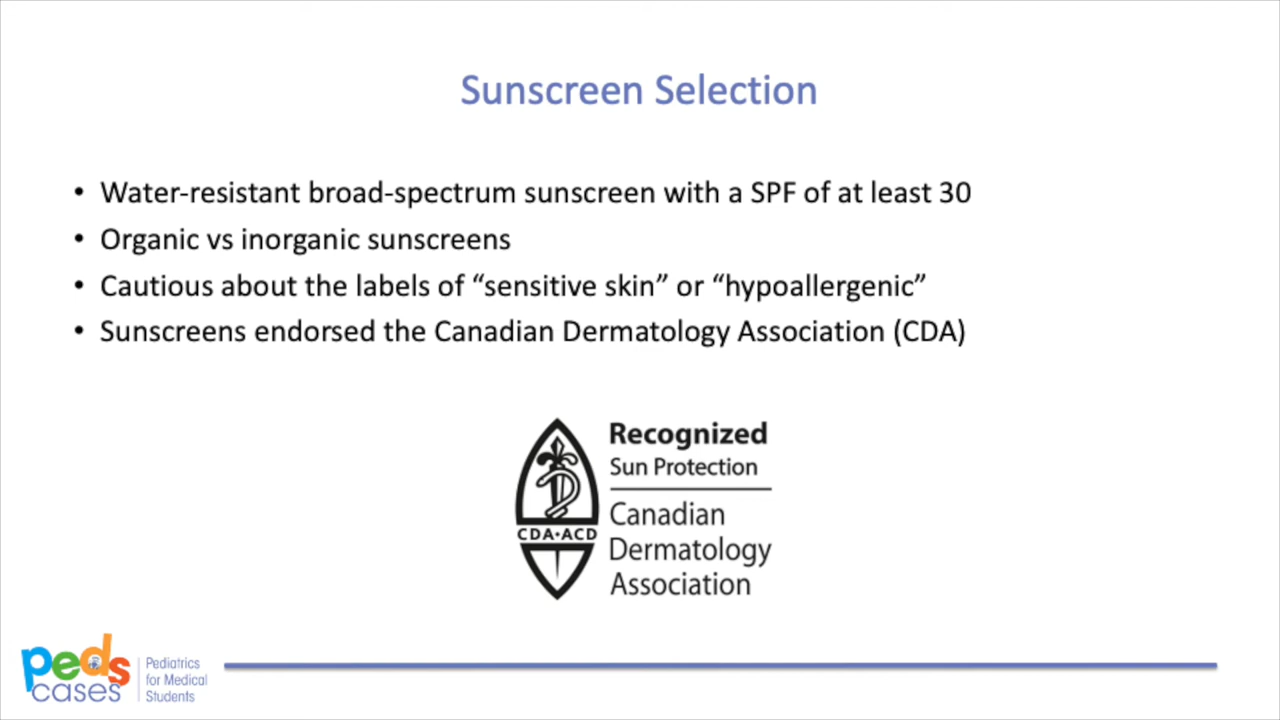 Sunscreen Selection
• Water-resistant broad-spectrum sunscreen with a SPF of at least 30
• Organic vs inorganic sunscreens
• Cautious about the labels of “sensitive skin” or “hypoallergenic”
• Sunscreens endorsed the Canadian Dermatology Association (CDA)
Recognized
Sun Protection
CDA•ACD
Canadian
Dermatology
Association
peds
cases
Pediatrics
for Medical
Students